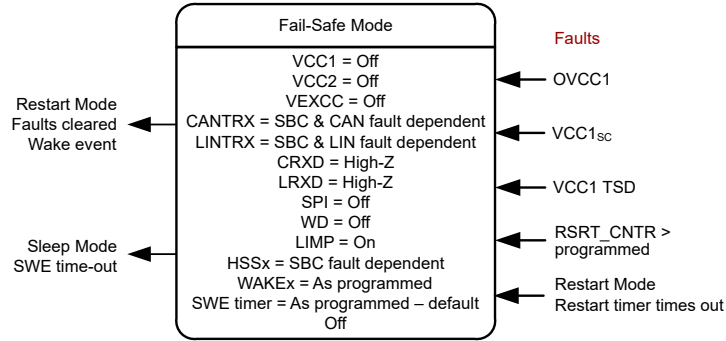 Fail-Safe Mode
VCC1 = Off
VCC2 = Off
VEXCC = Off
CANTRX = SBC & CAN fault dependent
LINTRX = SBC & LIN fault dependent
CRXD = High-Z
LRXD = High-Z
SPI = Off
WD = Off
LIMP = On
HSSx = SBC fault dependent
WAKEx = As programmed
SWE timer = As programmed – default
Off
Restart Mode
Faults cleared
Wake event
Sleep Mode
SWE time-out
Faults
OVCC1
VCC1SC
VCC1 TSD
RSRT_CNTR >
programmed
Restart Mode
Restart timer times out